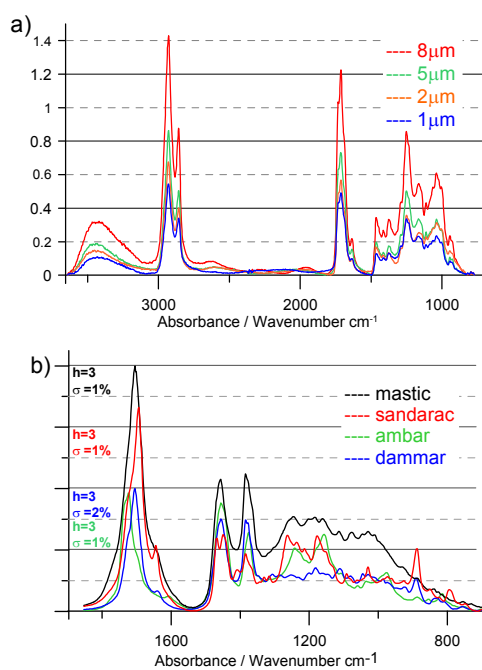 a)
1.4
1.2
1
0.8
0.6
0.4
0.2
0
8µm
5µm
2µm
1µm
3000 2000 1000
Absorbance / Wavenumber cm-1
b)
h=3
σ=1%
h=3
σ=1%
h=3
σ=2%
h=3
σ=1%
mastic
sandarac
ambar
dammar
1600 1200 800
Absorbance / Wavenumber cm-1